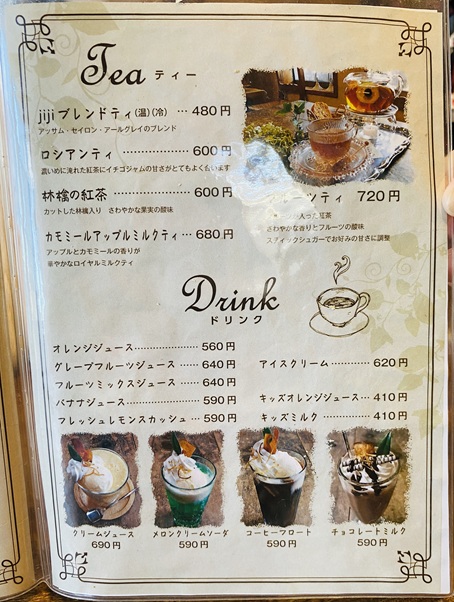 Tea ティー
jijiブレンドティ(温)(冷) … 480円
アッサム・セイロン・アールグレイのブレンド
ロシアンティ ………… 600円
濃いめに淹れた紅茶にイチゴジャムの甘さがとてもよく合います
林檎の紅茶 ………… 600円
カットした林檎入り さわやかな果実の酸味
カモミールアップルミルクティ … 680円
アップルとカモミールの香りが
華やかなロイヤルミルクティ
ーツティ 720円
入った紅茶
さわやかな香りとフルーツの酸味
スティックシュガーでお好みの甘さに調整
Drink
ドリンク
オレンジジュース ………… 560円
グレープフルーツジュース …… 640円
フルーツミックスジュース …… 640円
バナナジュース ………… 590円
フレッシュレモンスカッシュ … 590円
アイスクリーム ………… 620円
キッズオレンジジュース …… 410円
キッズミルク ………… 410円
クリームジュース
690円
メロンクリームソーダ
590円
コーヒーフロート
590円
チョコレートミルク
590円